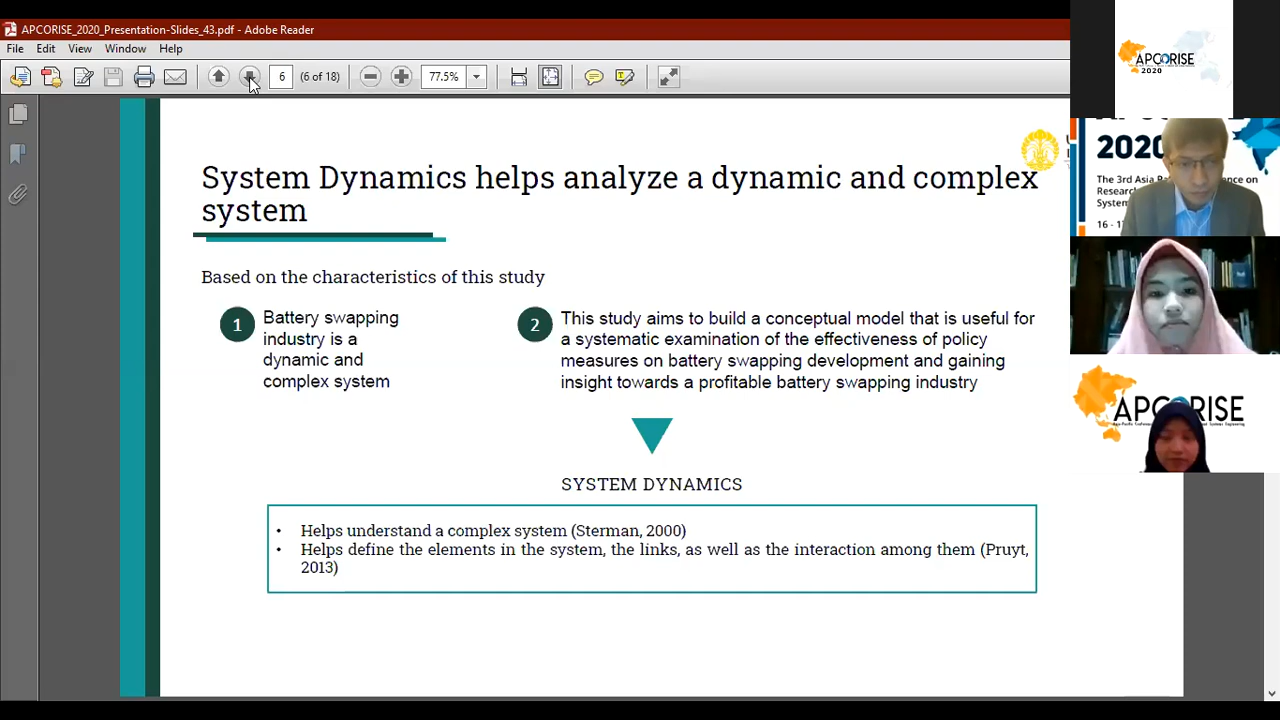 APCORISE_2020_Presentation-Slides_43.pdf - Adobe Reader
File Edit View Window Help
6 (6 of 18) 77.5%
System Dynamics helps analyze a dynamic and complex
system
Based on the characteristics of this study
1
Battery swapping
industry is a
dynamic and
complex system
2
This study aims to build a conceptual model that is useful for
a systematic examination of the effectiveness of policy
measures on battery swapping development and gaining
insight towards a profitable battery swapping industry
SYSTEM DYNAMICS
• Helps understand a complex system (Sterman, 2000)
• Helps define the elements in the system, the links, as well as the interaction among them (Pruyt,
2013)
APCORISE
2020
2020
The 3rd Asia
on
Research
System
16 - 1
APCORISE